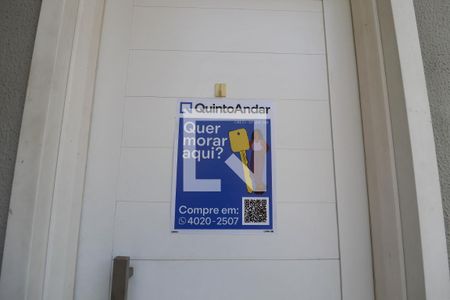 QuintoAndar
Quer
morar
aqui?
Compre em:
4020-2507